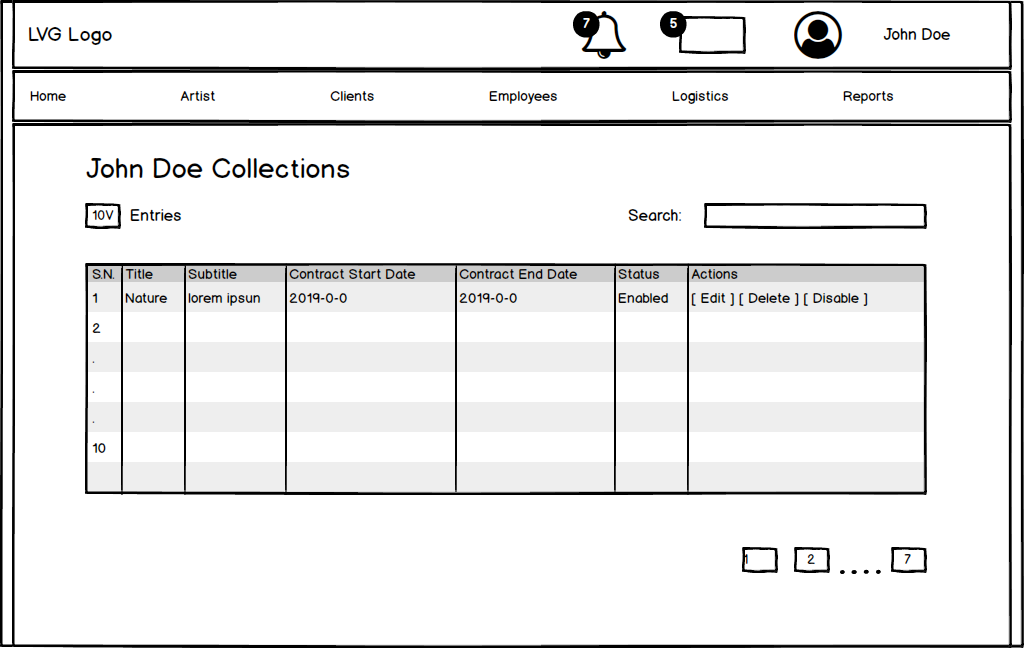 LVG Logo 7 5 John Doe
Home Artist Clients Employees Logistics Reports
John Doe Collections
10V Entries Search:
S.N. Title Subtitle Contract Start Date Contract End Date Status Actions
1 Nature lorem ipsun 2019-0-0 2019-0-0 Enabled [ Edit ] [ Delete ] [ Disable ]
2
.
.
.
10
1 2 .... 7